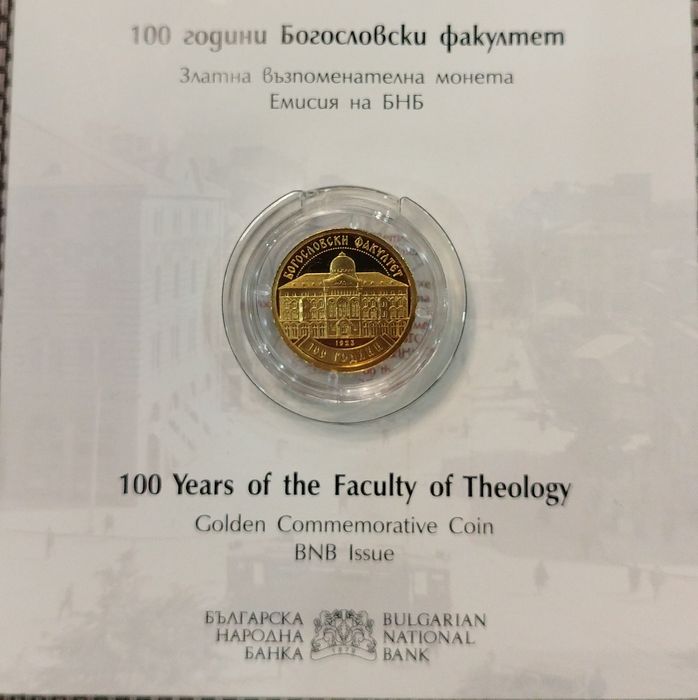 100 години Богословски факултет
Златна възпоменателна монета
Емисия на БНБ
БОГОСЛОВСКИ ФАКУЛТЕТ
1923
100 ГОДИНИ
100 Years of the Faculty of Theology
Golden Commemorative Coin
BNB Issue
БЪЛГАРСКА
НАРОДНА
БАНКА
1879
BULGARIAN
NATIONAL
BANK